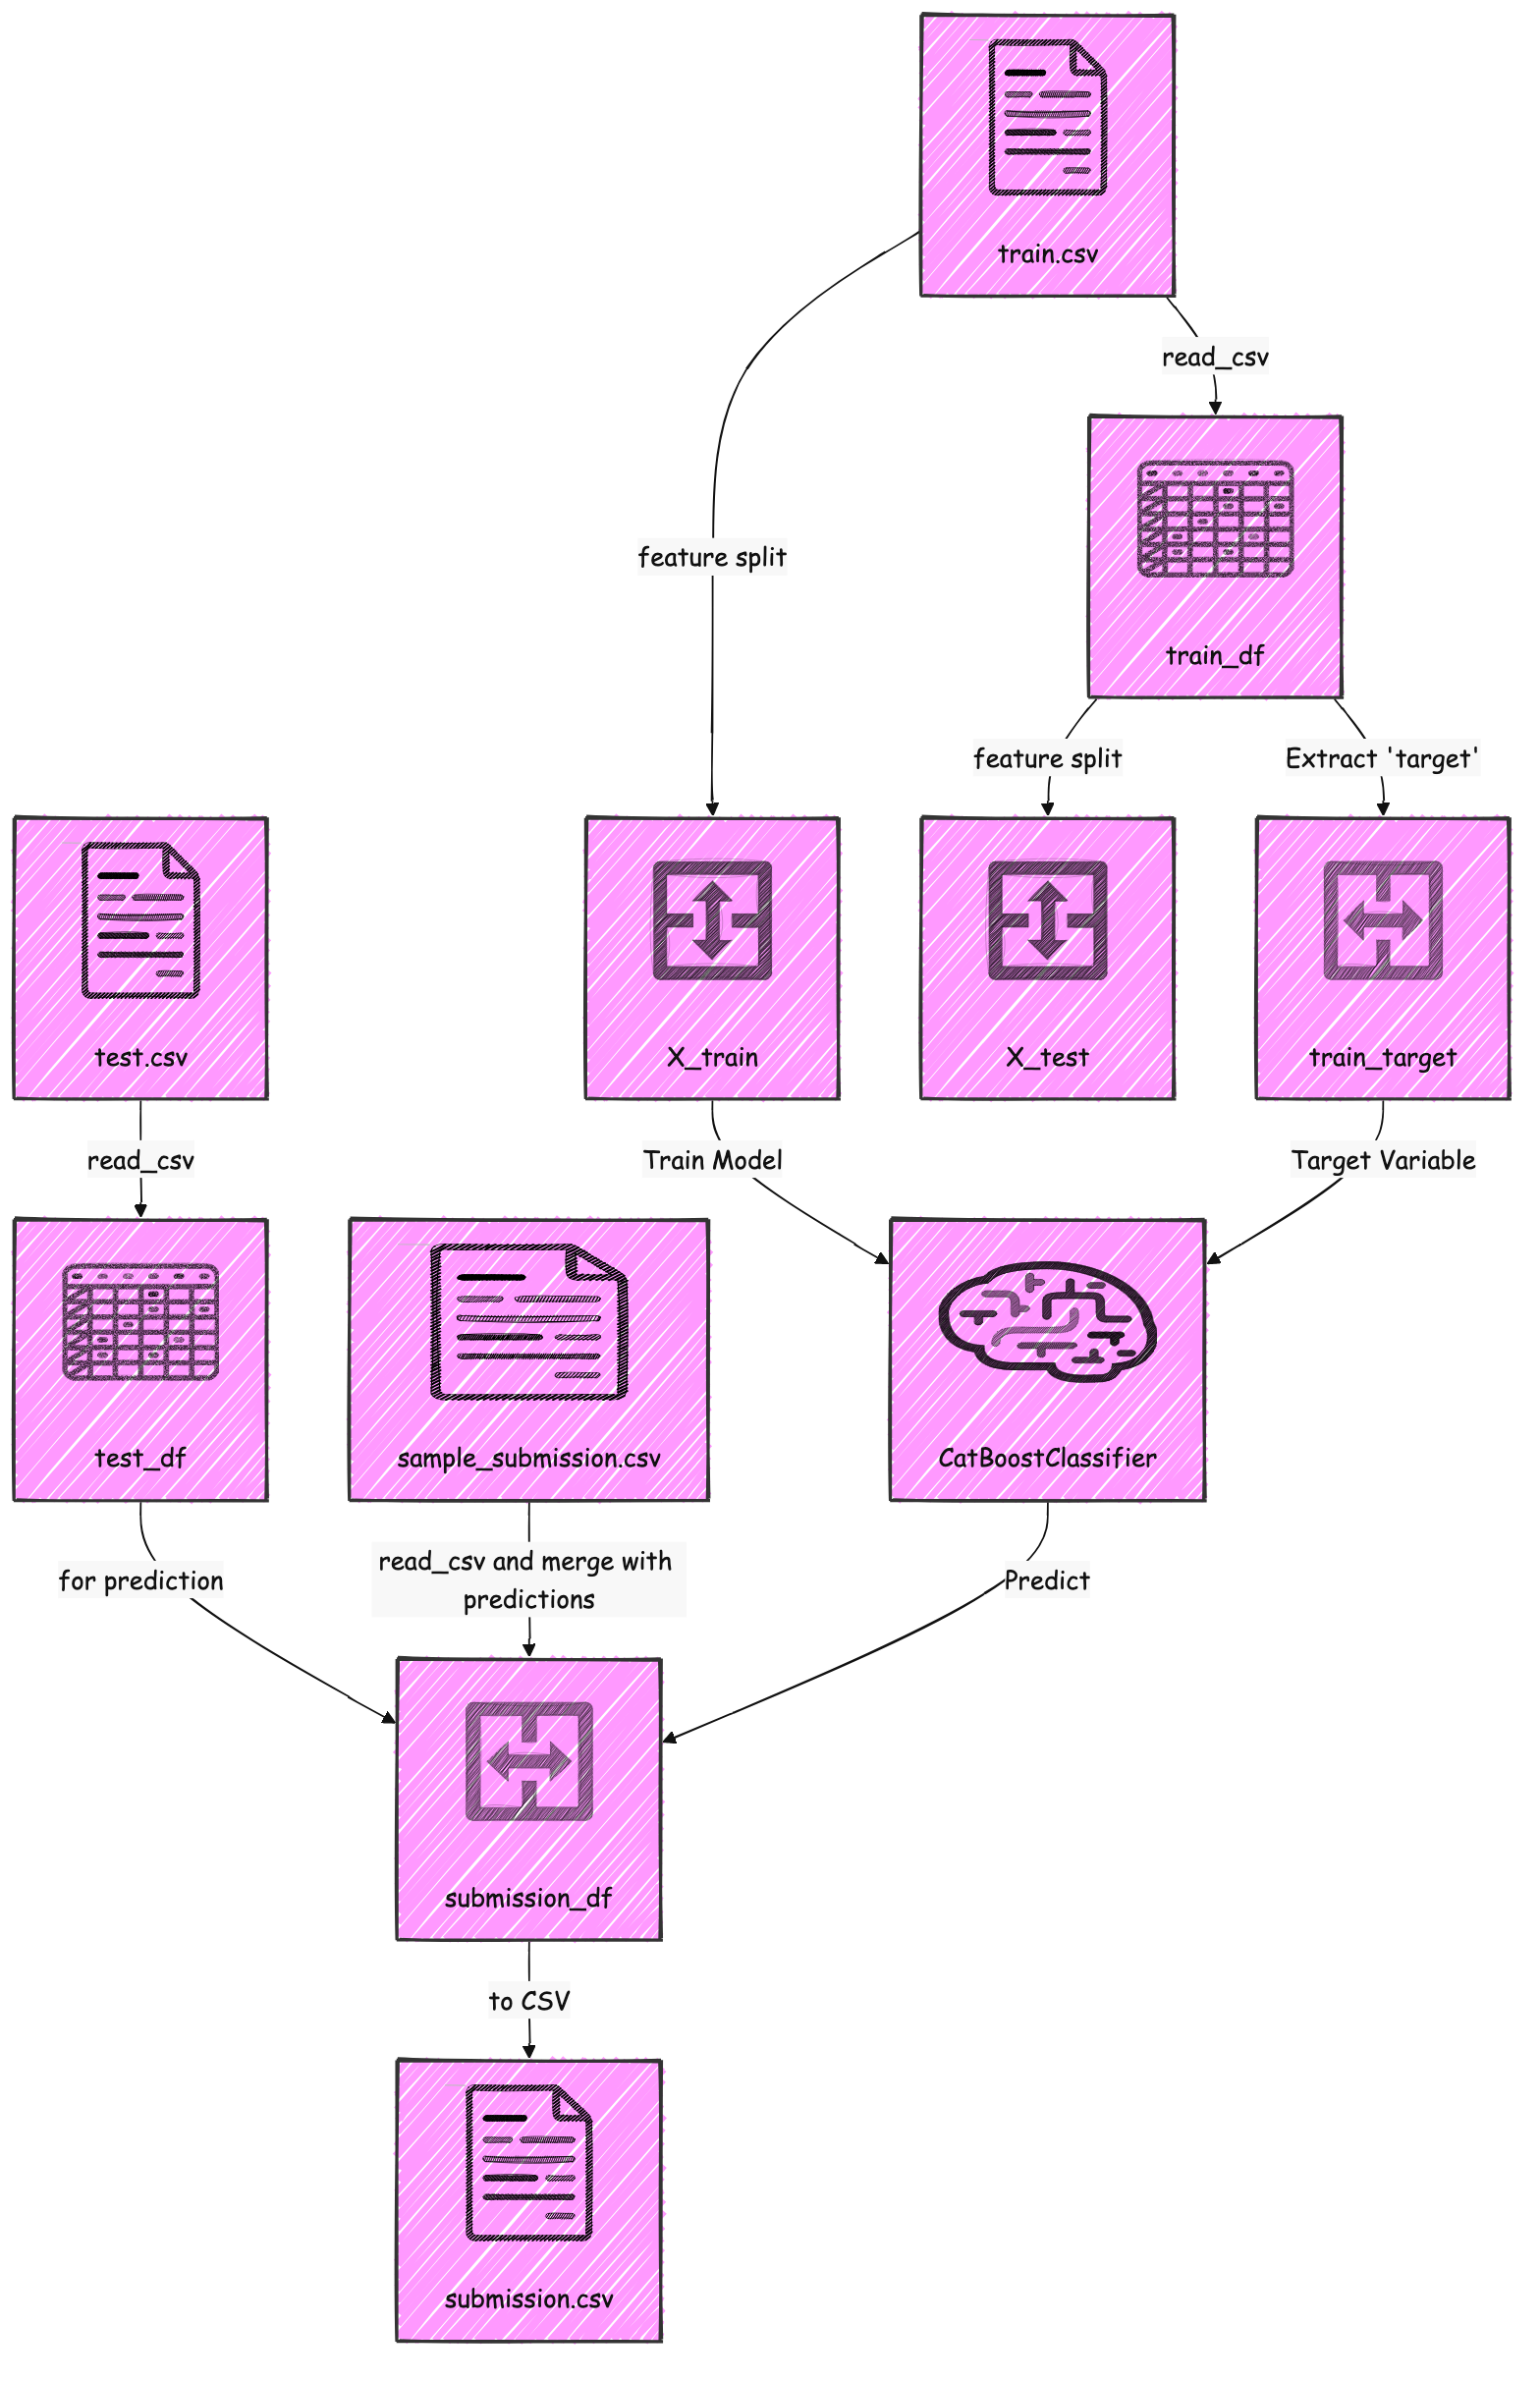 train.csv
read_csv
feature split
train_df
feature split
Extract 'target'
test.csv
X_train
X_test
train_target
read_csv
Train Model
Target Variable
test_df
sample_submission.csv
CatBoostClassifier
for prediction
read_csv and merge with
predictions
Predict
submission_df
to CSV
submission.csv